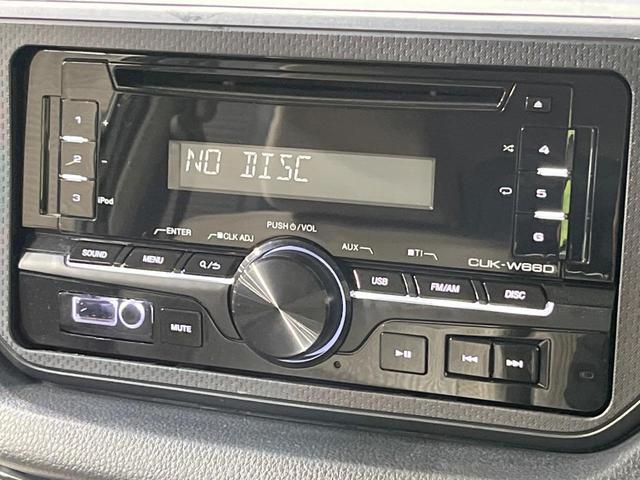 1
2
3
iPod
NO DISC
4
5
6
ENTER
CLK ADJ
PUSH /VOL
AUX
TI
CUK-W66D
SOUND
MENU
USB
FM/AM
DISC
MUTE